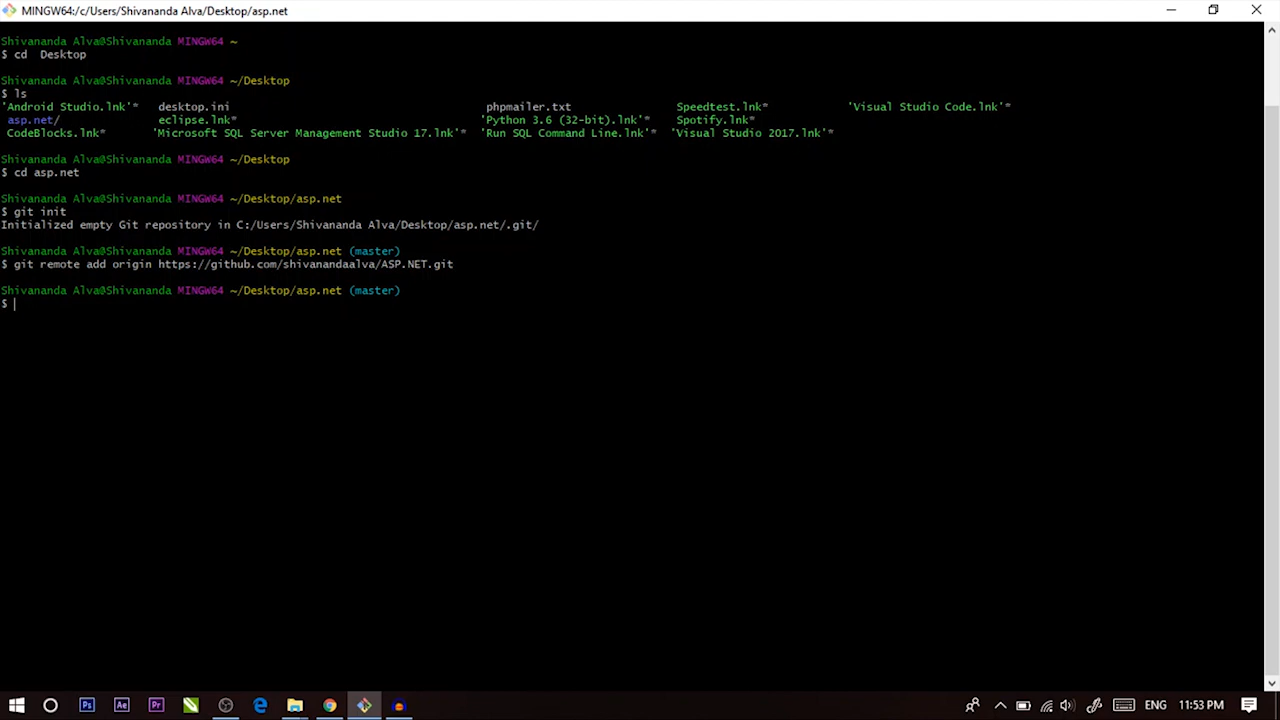 MINGW64:/c/Users/Shivananda Alva/Desktop/asp.net
Shivananda Alva@Shivananda MINGW64 ~
$ cd  Desktop
Shivananda Alva@Shivananda MINGW64 ~/Desktop
$ ls
'Android Studio.lnk'*   desktop.ini   phpmailer.txt   Speedtest.lnk*   'Visual Studio Code.lnk'*
asp.net/   eclipse.lnk*   'Python 3.6 (32-bit).lnk'*   Spotify.lnk*
CodeBlocks.lnk*   'Microsoft SQL Server Management Studio 17.lnk'*   'Run SQL Command Line.lnk'*   'Visual Studio 2017.lnk'*
Shivananda Alva@Shivananda MINGW64 ~/Desktop
$ cd asp.net
Shivananda Alva@Shivananda MINGW64 ~/Desktop/asp.net
$ git init
Initialized empty Git repository in C:/Users/Shivananda Alva/Desktop/asp.net/.git/
Shivananda Alva@Shivananda MINGW64 ~/Desktop/asp.net (master)
$ git remote add origin https://github.com/shivanandaalva/ASP.NET.git
Shivananda Alva@Shivananda MINGW64 ~/Desktop/asp.net (master)
$
Ps Ae Pr ENG 11:53 PM